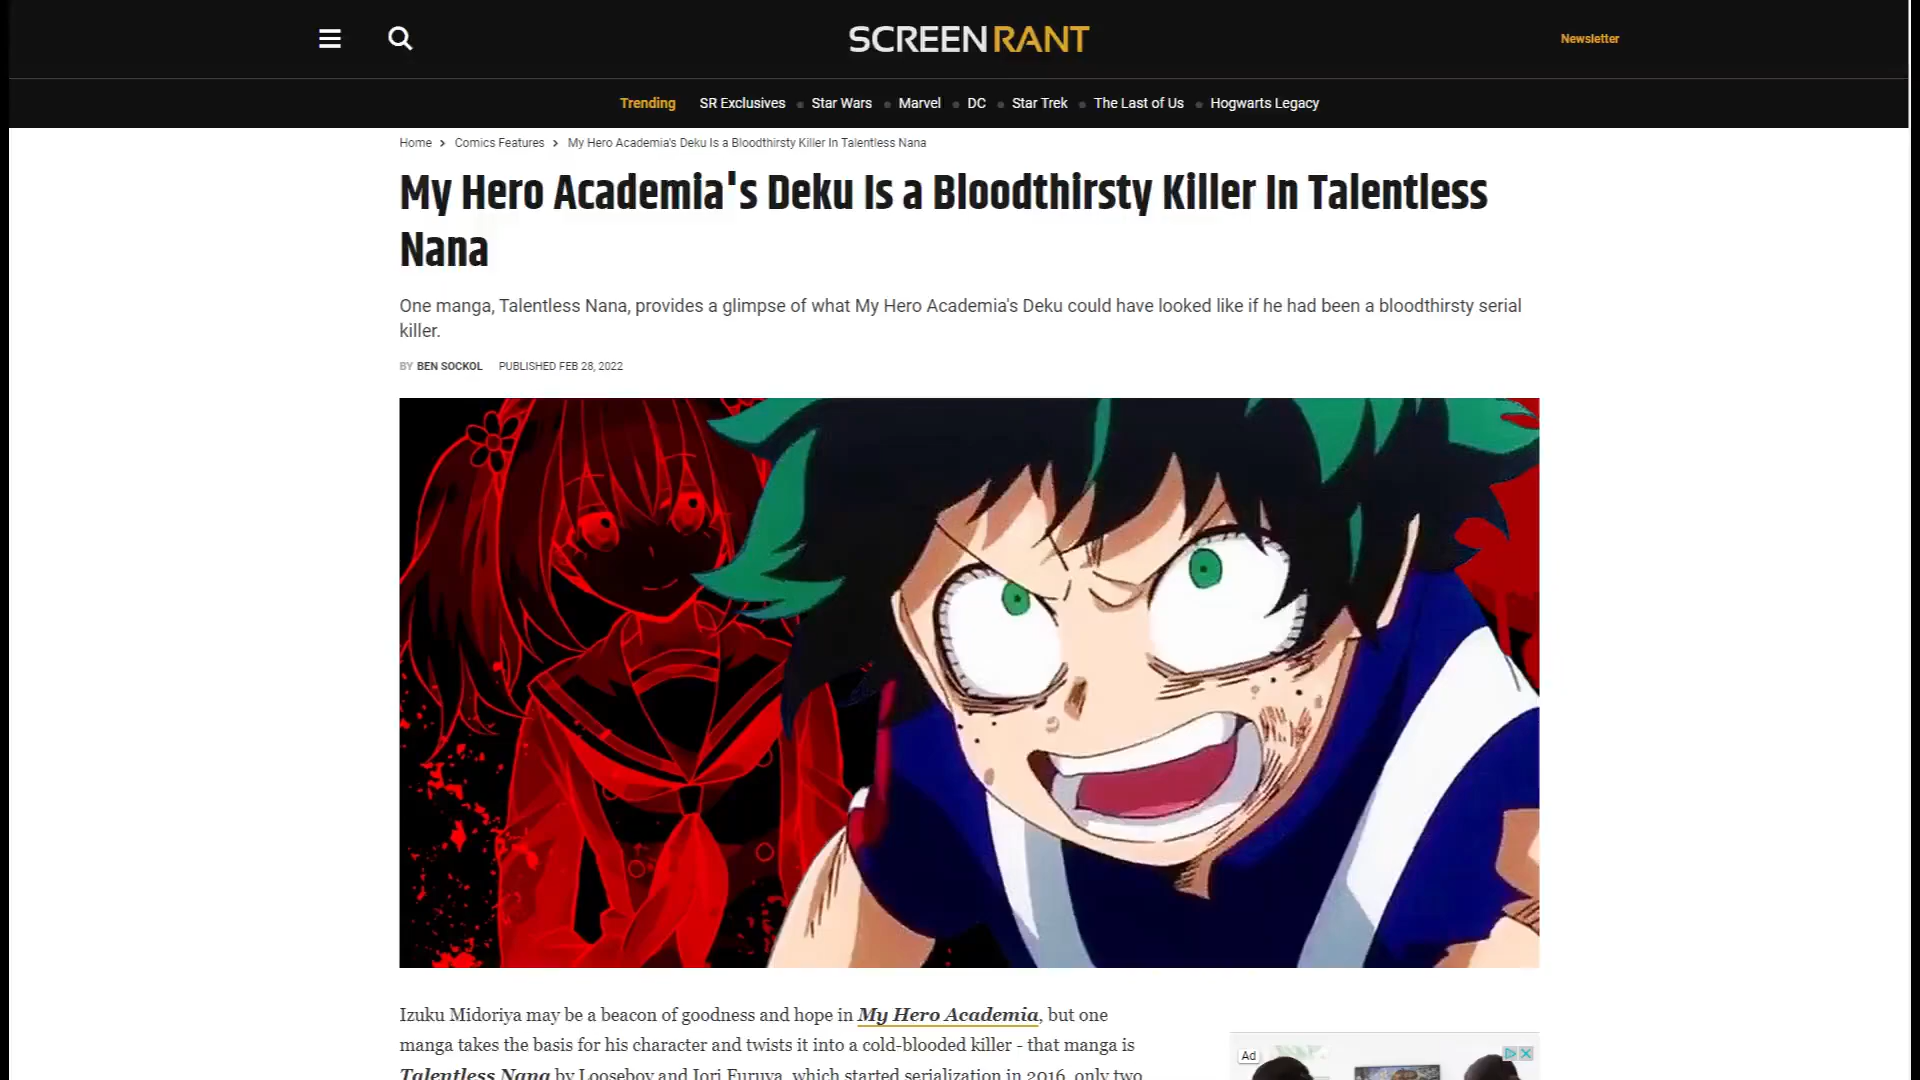 SCREENRANT
Newsletter
Trending SR Exclusives Star Wars Marvel DC Star Trek The Last of Us Hogwarts Legacy
Home > Comics Features > My Hero Academia's Deku Is a Bloodthirsty Killer In Talentless Nana
My Hero Academia's Deku Is a Bloodthirsty Killer In Talentless
Nana
One manga, Talentless Nana, provides a glimpse of what My Hero Academia's Deku could have looked like if he had been a bloodthirsty serial
killer.
BY BEN SOCKOL PUBLISHED FEB 28, 2022
Izuku Midoriya may be a beacon of goodness and hope in My Hero Academia, but one
manga takes the basis for his character and twists it into a cold-blooded killer - that manga is
Talentless Nana by Looseboy and Iori Furuya, which started serialization in 2016, only two
Ad